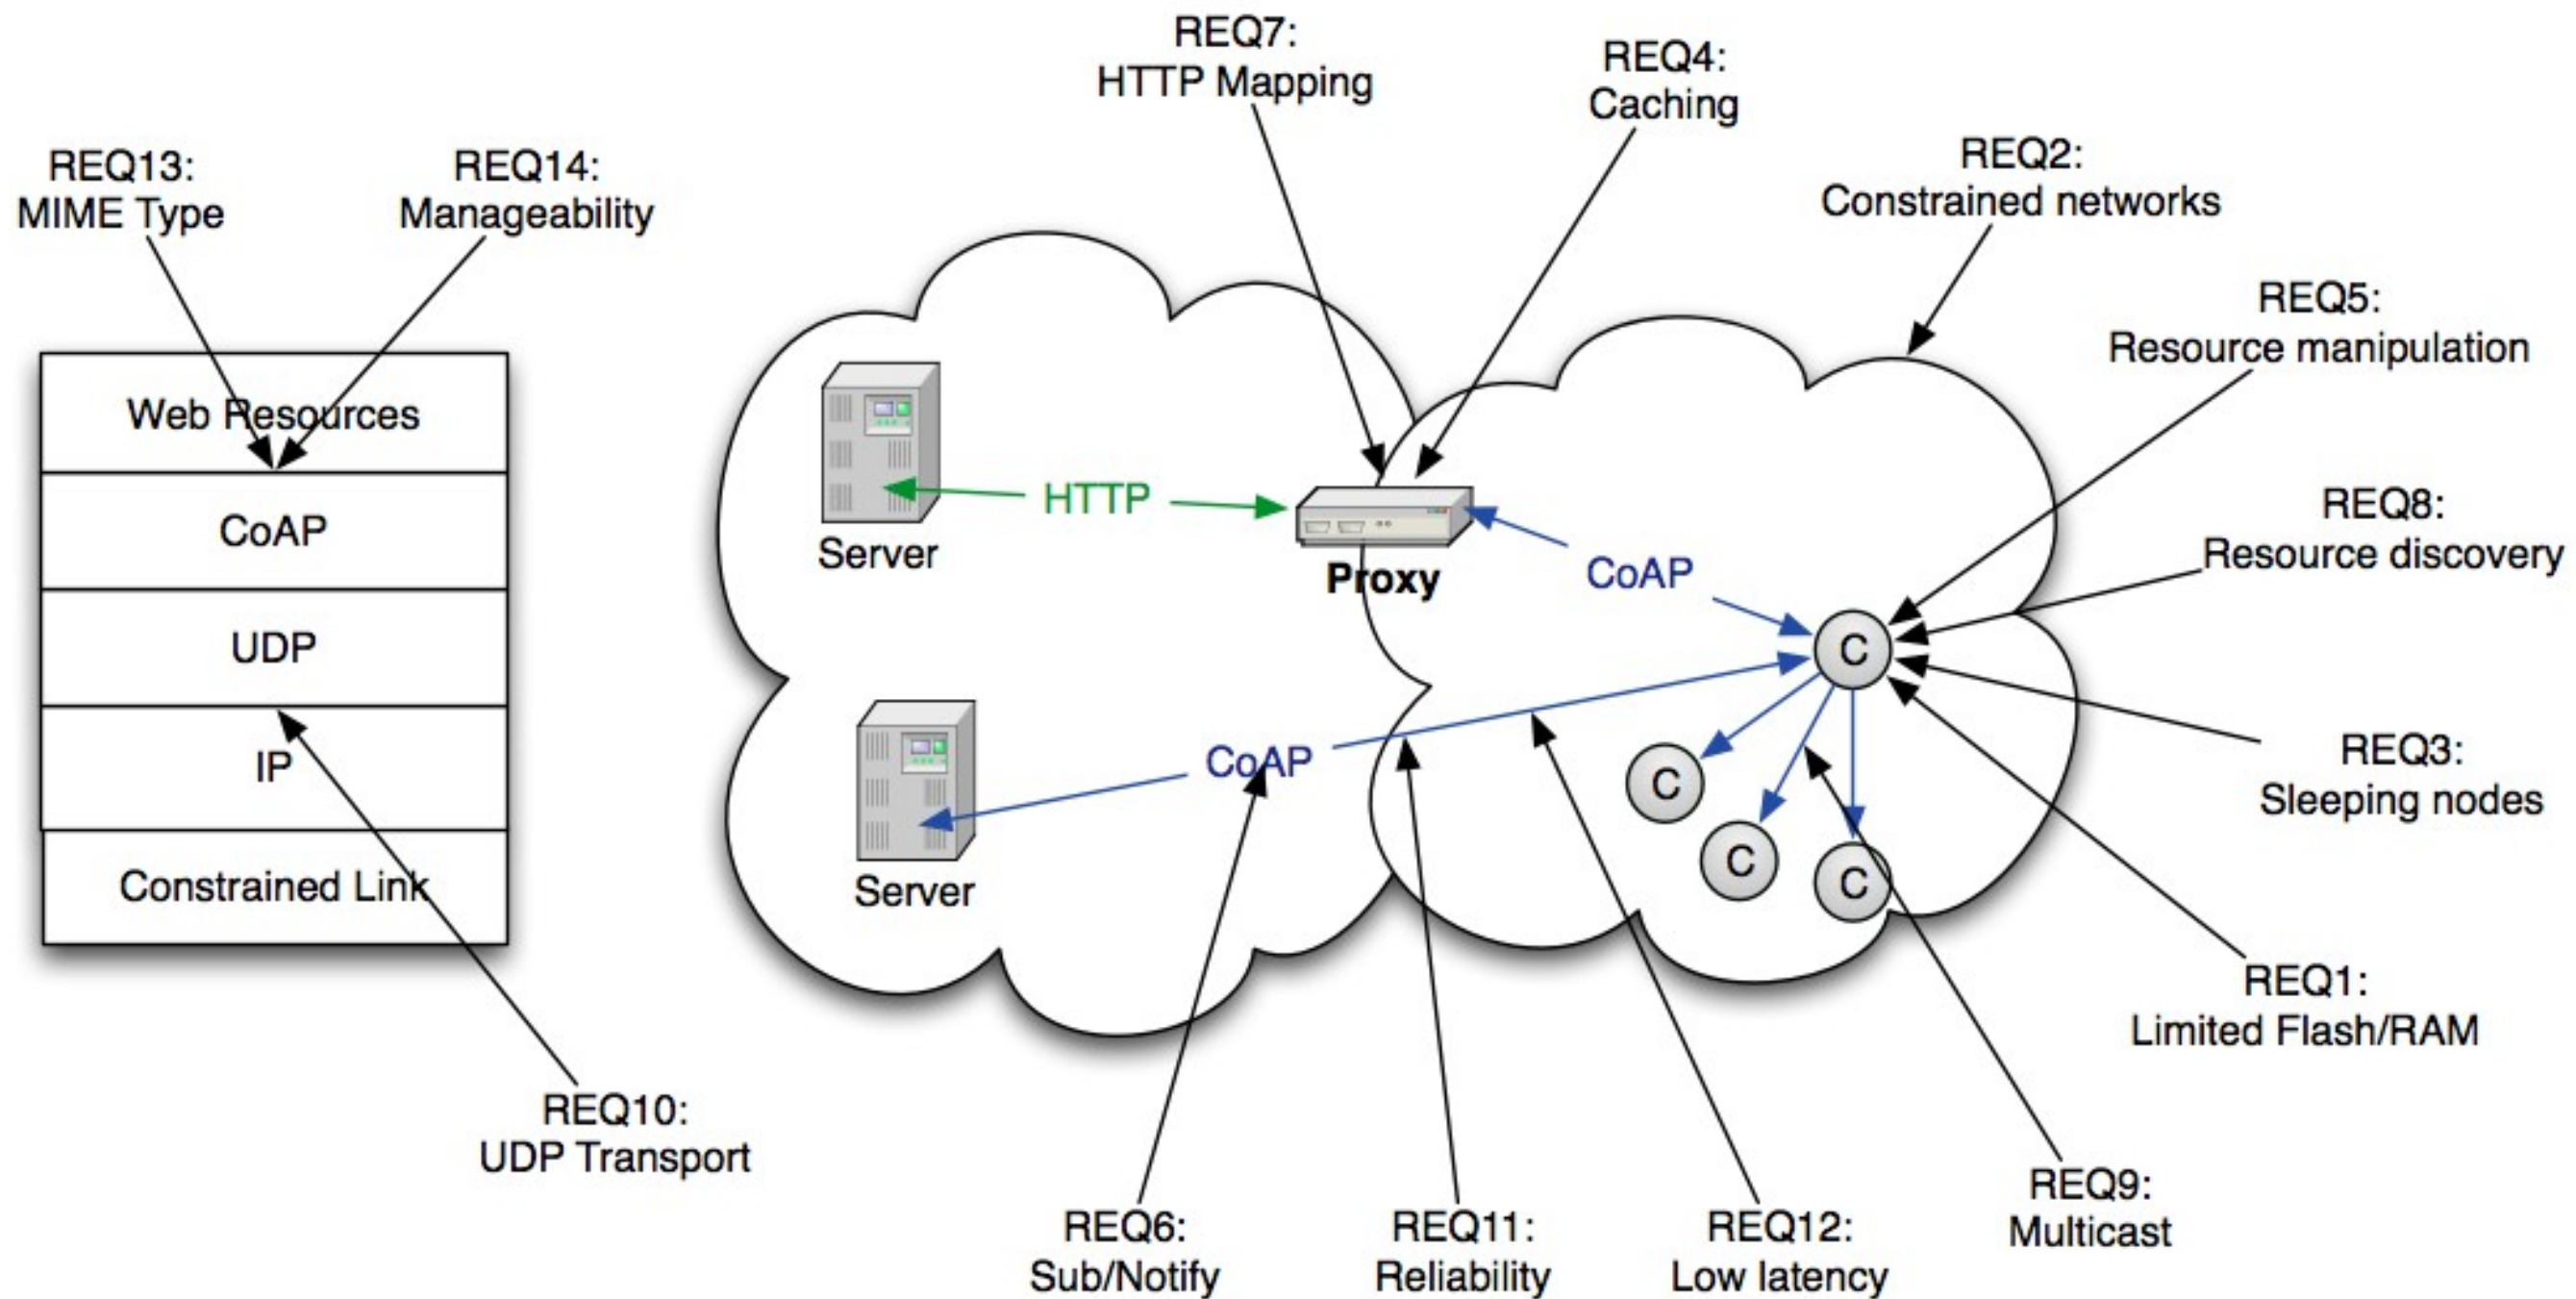 REQ7:
HTTP Mapping
REQ4:
Caching
REQ13:
MIME Type
REQ14:
Manageability
REQ2:
Constrained networks
REQ5:
Resource manipulation
Web Resources
CoAP
UDP
IP
Constrained Link
HTTP
Server
Proxy
CoAP
REQ8:
Resource discovery
C
CoAP
Server
C
C
C
REQ3:
Sleeping nodes
REQ1:
Limited Flash/RAM
REQ10:
UDP Transport
REQ6:
Sub/Notify
REQ11:
Reliability
REQ12:
Low latency
REQ9:
Multicast